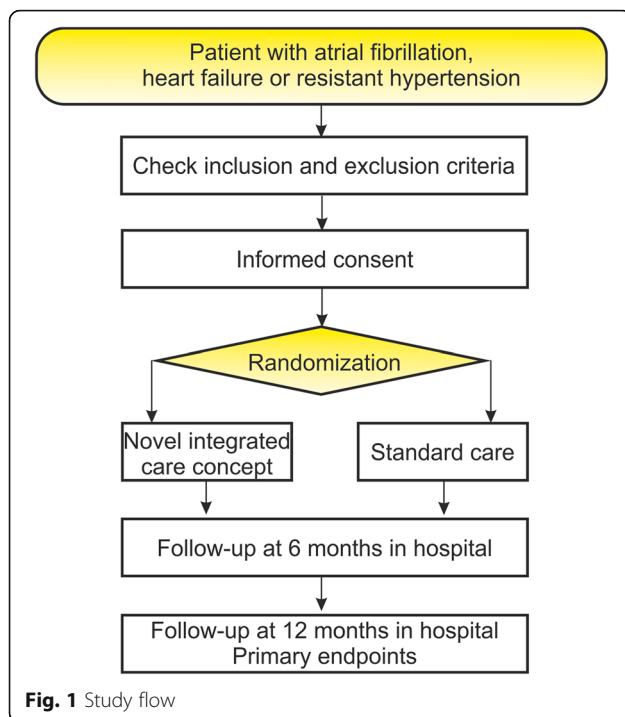 Patient with atrial fibrillation,
heart failure or resistant hypertension
Check inclusion and exclusion criteria
Informed consent
Randomization
Novel integrated
care concept
Standard care
Follow-up at 6 months in hospital
Follow-up at 12 months in hospital
Primary endpoints
Fig. 1 Study flow